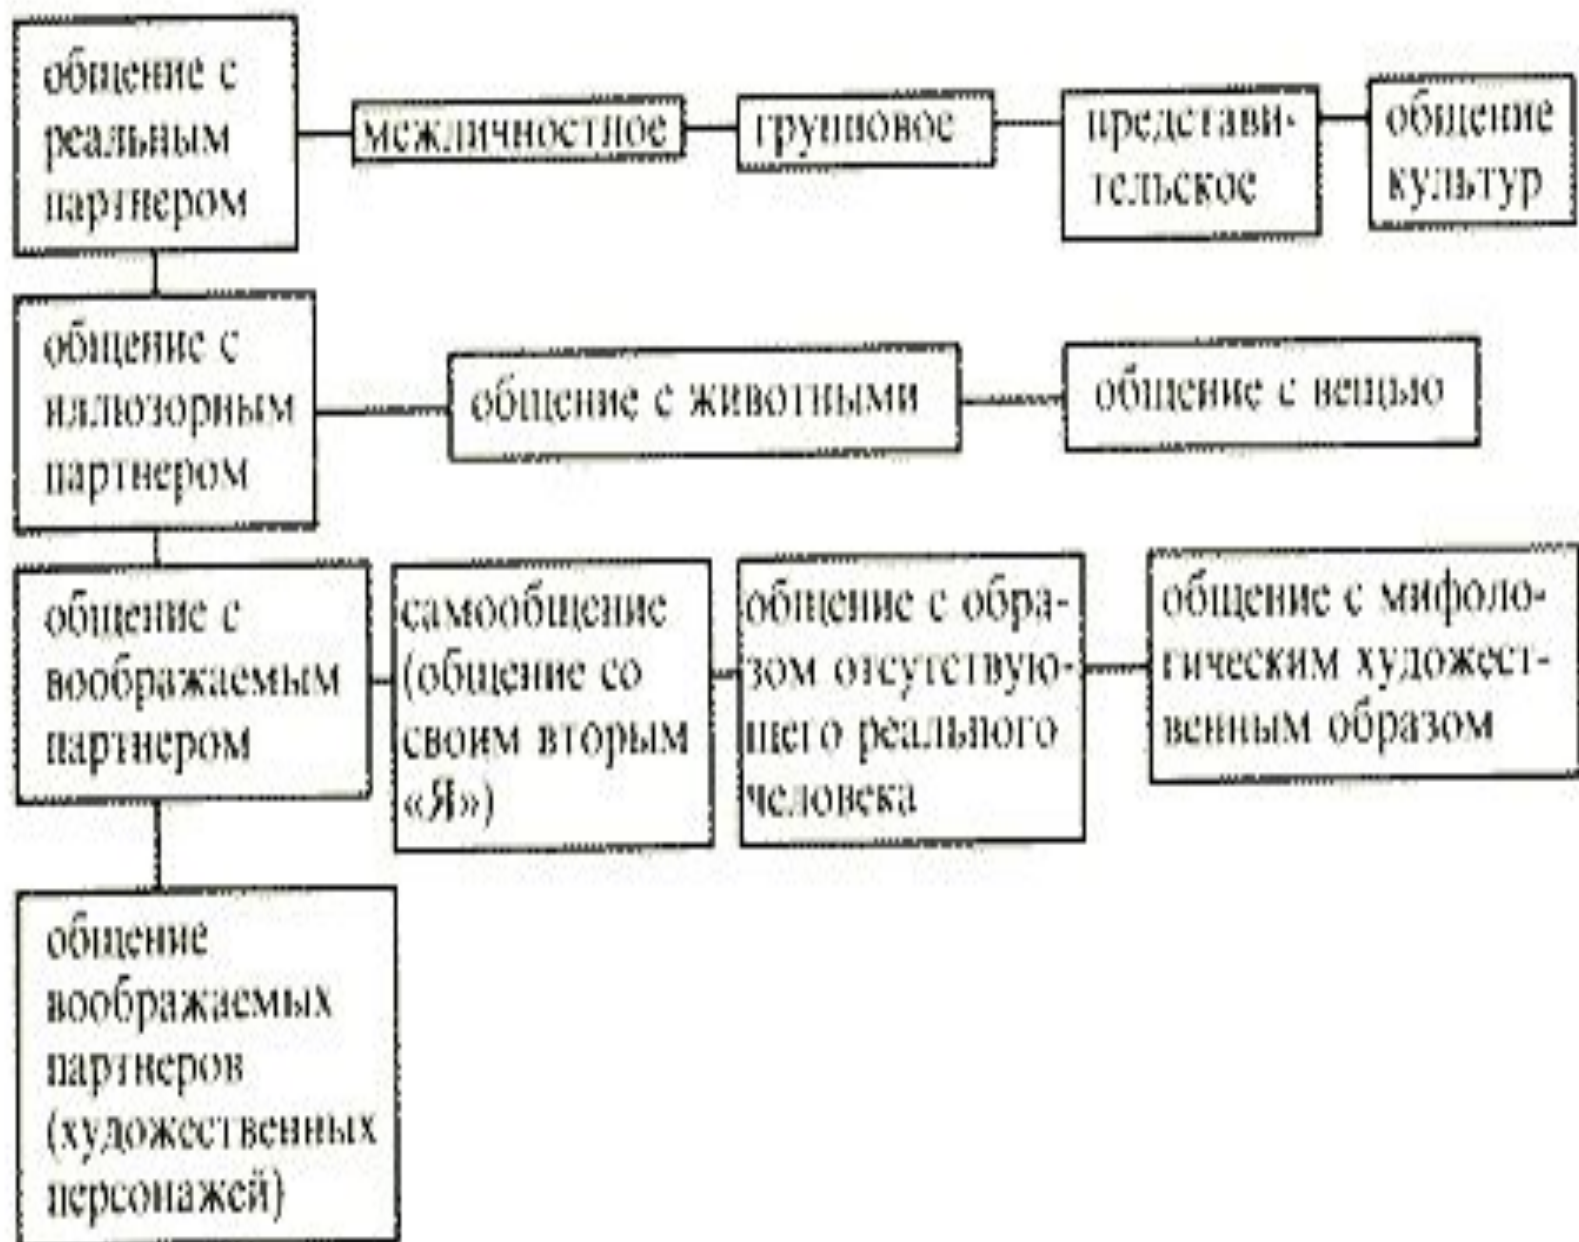 общение с
реальным
партнером
межличностное
групповое
представи-
тельское
общение
культур
общение с
иллюзорным
партнером
общение с животными
общение с вещью
общение с
воображаемым
партнером
самообщение
(общение со
своим вторым
«Я»)
общение с обра-
зом отсутствую-
щего реального
человека
общение с мифоло-
гическим художест-
венным образом
общение
воображаемых
партнеров
(художественных
персонажей)